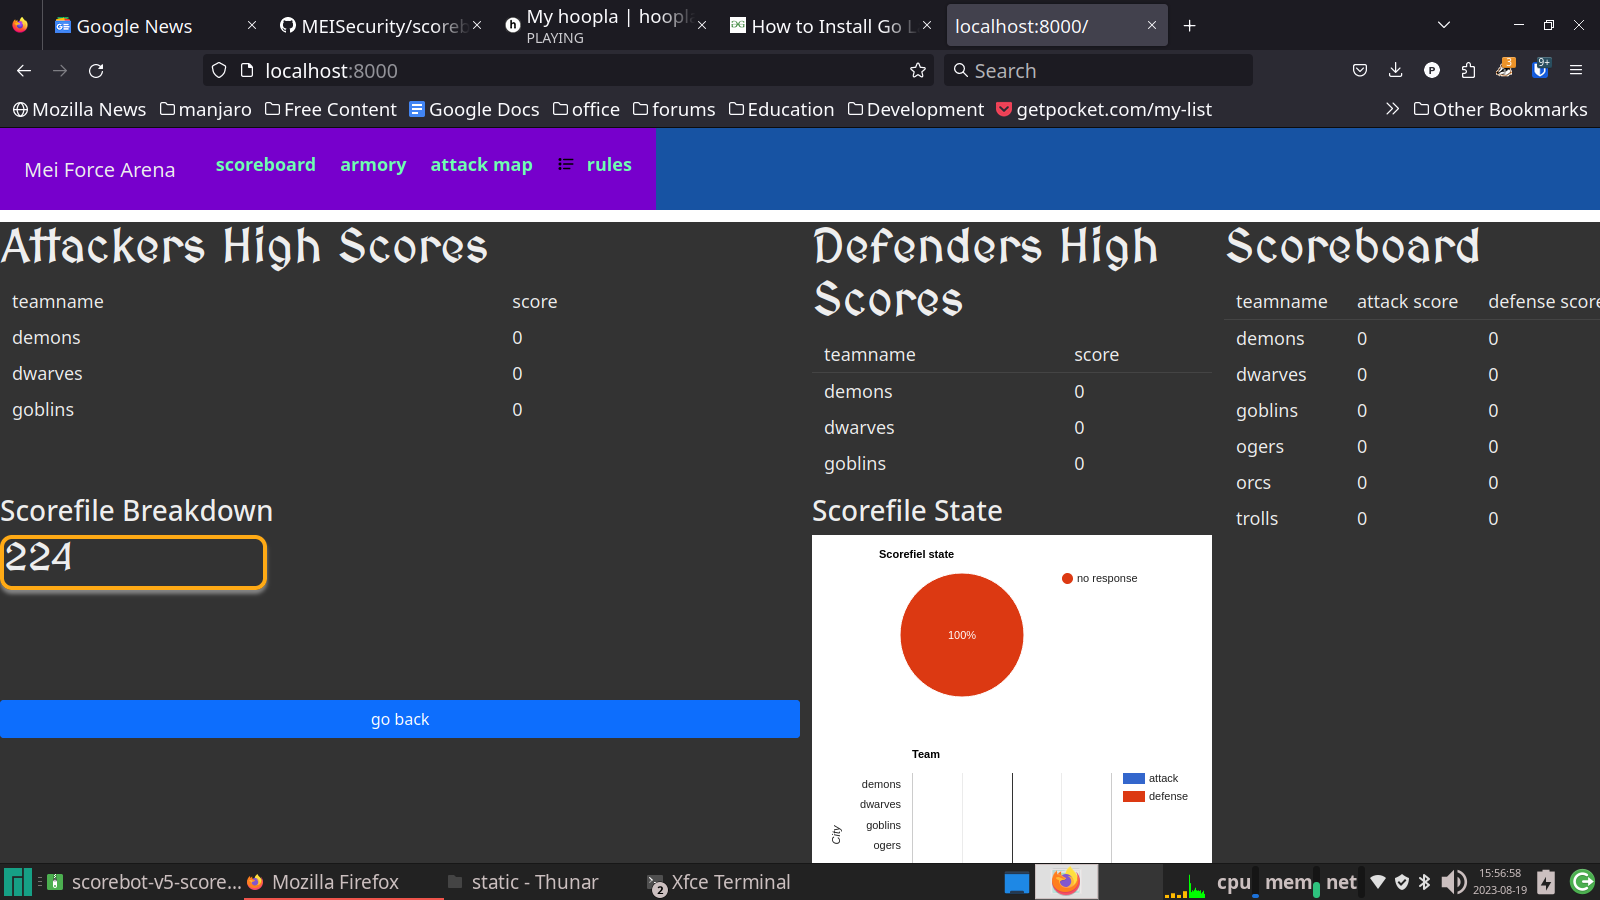 Google News
MEISecurity/scoreb
My hoopla | hoopla
PLAYING
How to Install Go L
localhost:8000/
localhost:8000
Search
3
9+
Mozilla News
manjaro
Free Content
Google Docs
office
forums
Education
Development
getpocket.com/my-list
Other Bookmarks
Mei Force Arena
scoreboard
armory
attack map
rules
Attackers High Scores
teamname score
demons 0
dwarves 0
goblins 0
Defenders High
Scores
teamname score
demons 0
dwarves 0
goblins 0
Scoreboard
teamname attack score defense score
demons 0 0
dwarves 0 0
goblins 0 0
ogers 0 0
orcs 0 0
trolls 0 0
Scorefile Breakdown
224
go back
Scorefile State
Scorefiel state
no response
100%
Team
attack
defense
demons
dwarves
goblins
ogers
City
scorebot-v5-score...
Mozilla Firefox
static - Thunar
2
Xfce Terminal
cpu
mem
net
15:56:58
2023-08-19